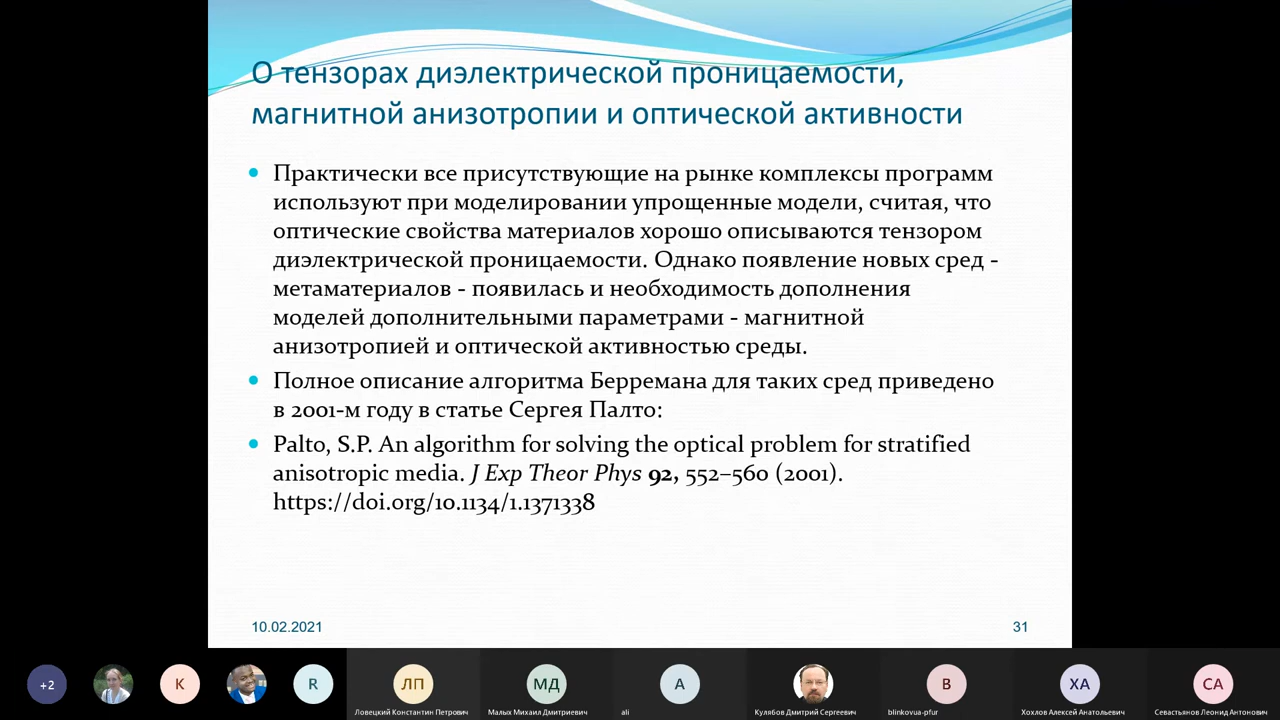 О тензорах диэлектрической проницаемости,
магнитной анизотропии и оптической активности
Практически все присутствующие на рынке комплексы программ
используют при моделировании упрощенные модели, считая, что
оптические свойства материалов хорошо описываются тензором
диэлектрической проницаемости. Однако появление новых сред -
метаматериалов - появилась и необходимость дополнения
моделей дополнительными параметрами - магнитной
анизотропией и оптической активностью среды.
Полное описание алгоритма Берремана для таких сред приведено
в 2001-м году в статье Сергея Палто:
Palto, S.P. An algorithm for solving the optical problem for stratified
anisotropic media. J Exp Theor Phys 92, 552–560 (2001).
https://doi.org/10.1134/1.1371338
10.02.2021
31
+2
K
R
ЛП
МД
A
B
ХА
СА
Ловецкий Константин Петрович
Малых Михаил Дмитриевич
ali
Кулябов Дмитрий Сергеевич
blinkovua-pfur
Хохлов Алексей Анатольевич
Севастьянов Леонид Антонович